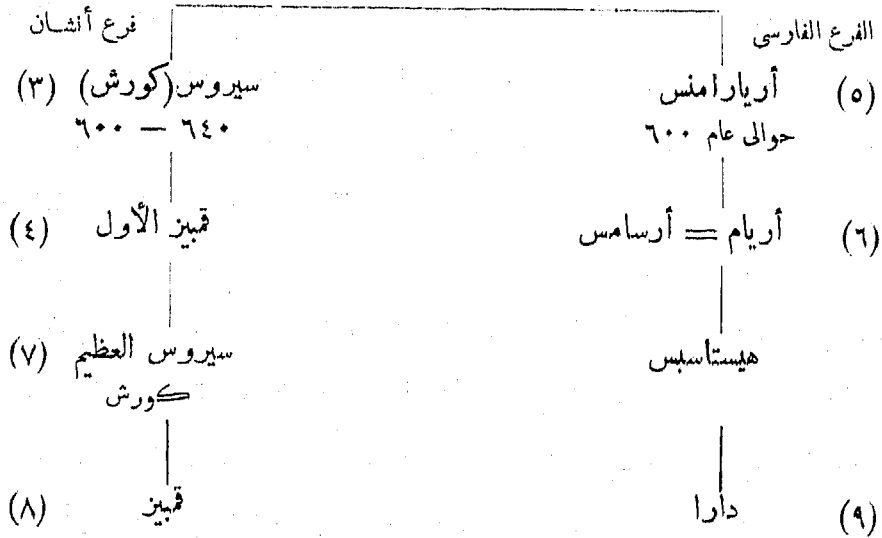 الفرع الفارسى فرع أنشـان
(٥) أريارامنس سيروس (كورش) (٣)
حوالى عام ٦٠٠ ٦٤٠ — ٦٠٠
(٦) أريام = أرسامس قمبيز الأول (٤)
هيستاسبس سيروس العظيم (٧)
كورش
(٩) دارا قمبيز (٨)